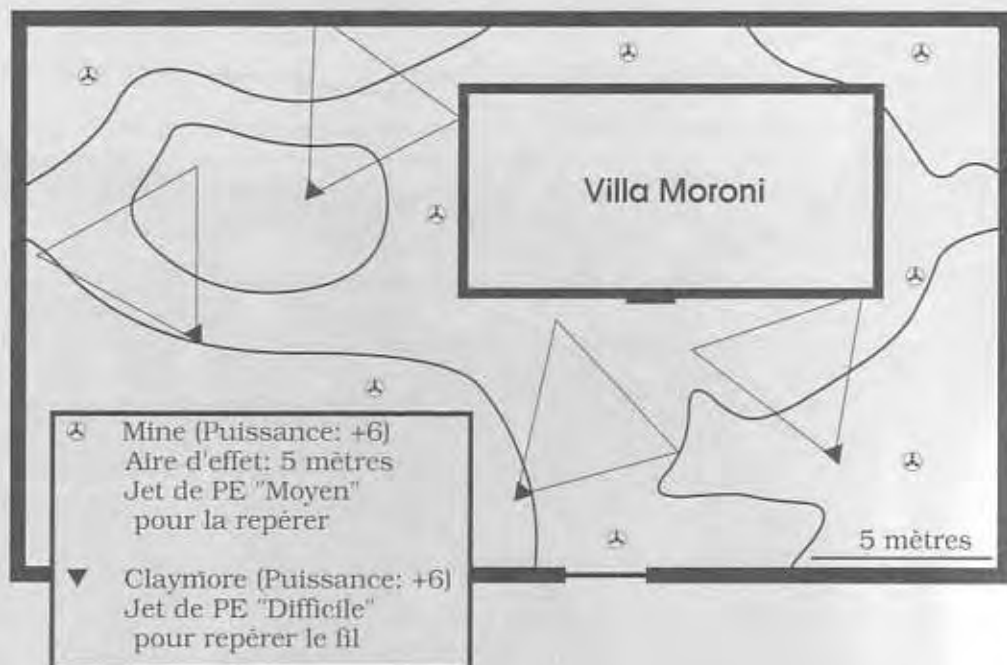 Villa Moroni
Mine (Puissance: +6)
Aire d'effet: 5 mètres
Jet de PE "Moyen"
pour la repérer
Claymore (Puissance: +6)
Jet de PE "Difficile"
pour repérer le fil
5 mètres